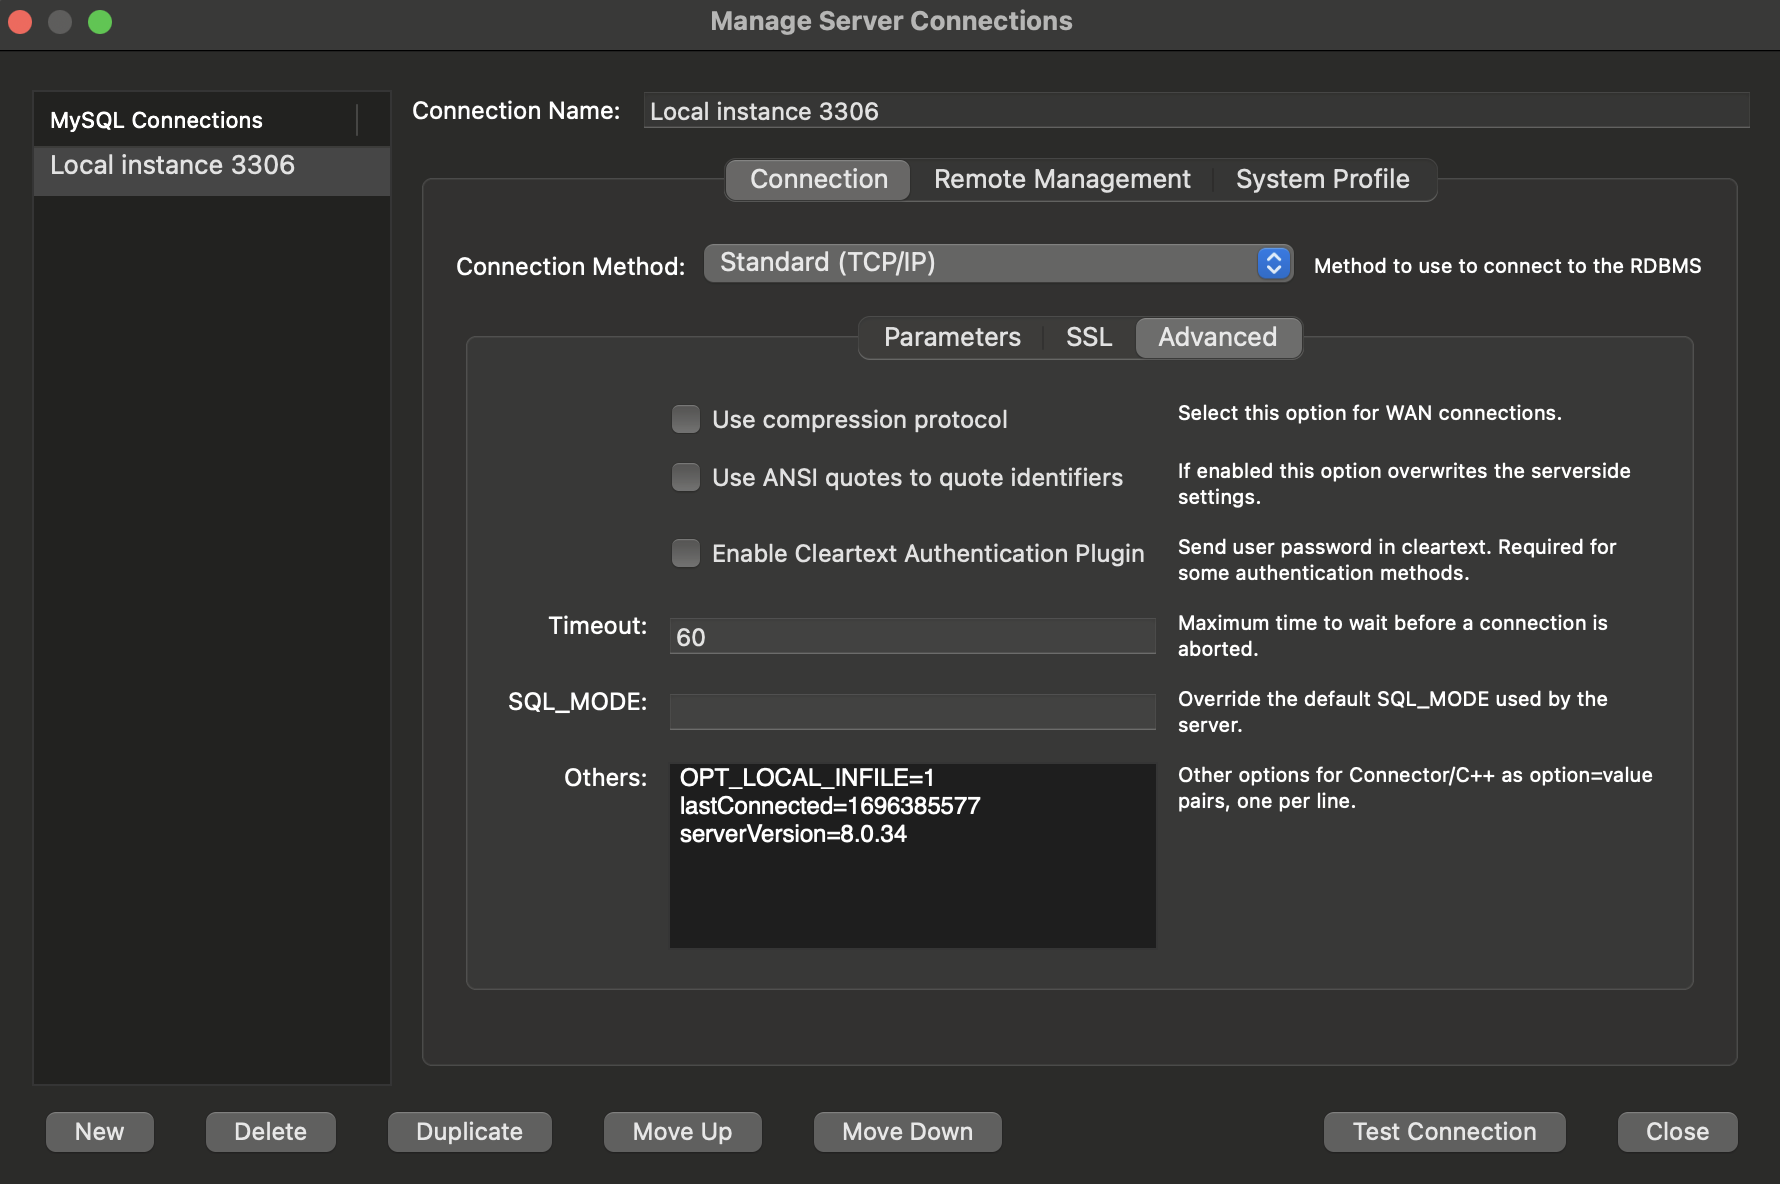 Manage Server Connections
MySQL Connections
Local instance 3306
Connection Name:
Local instance 3306
Connection
Remote Management
System Profile
Connection Method:
Standard (TCP/IP)
Method to use to connect to the RDBMS
Parameters
SSL
Advanced
Use compression protocol
Select this option for WAN connections.
Use ANSI quotes to quote identifiers
If enabled this option overwrites the serverside
settings.
Enable Cleartext Authentication Plugin
Send user password in cleartext. Required for
some authentication methods.
Timeout:
60
Maximum time to wait before a connection is
aborted.
SQL_MODE:
Override the default SQL_MODE used by the
server.
Others:
OPT_LOCAL_INFILE=1
lastConnected=1696385577
serverVersion=8.0.34
Other options for Connector/C++ as option=value
pairs, one per line.
New
Delete
Duplicate
Move Up
Move Down
Test Connection
Close